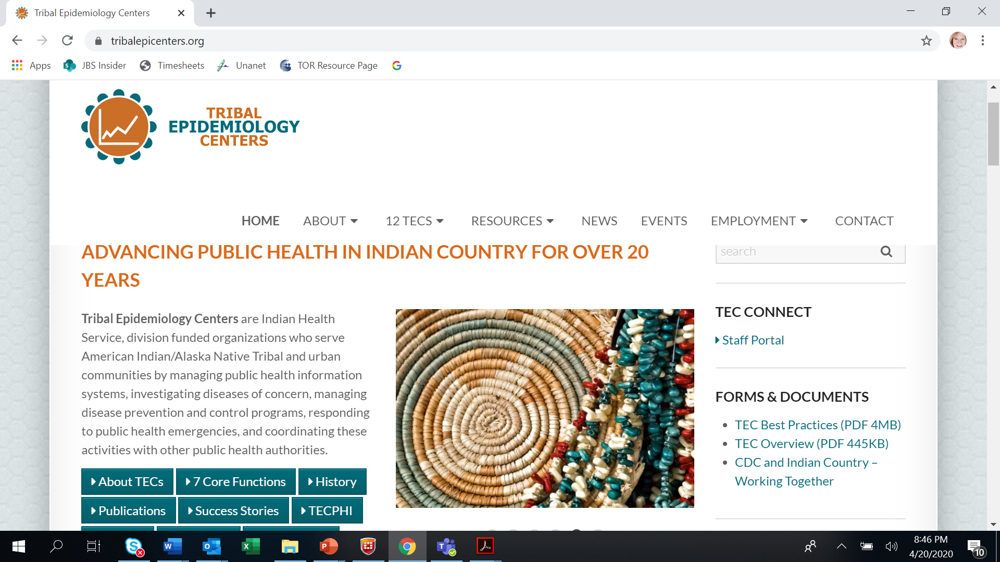 Tribal Epidemiology Centers
tribalepicenters.org
Apps JBS Insider Timesheets Unanet TOR Resource Page
TRIBAL
EPIDEMIOLOGY
CENTERS
HOME ABOUT 12 TECS RESOURCES NEWS EVENTS EMPLOYMENT CONTACT
ADVANCING PUBLIC HEALTH IN INDIAN COUNTRY FOR OVER 20
YEARS
Tribal Epidemiology Centers are Indian Health
Service, division funded organizations who serve
American Indian/Alaska Native Tribal and urban
communities by managing public health information
systems, investigating diseases of concern, managing
disease prevention and control programs, responding
to public health emergencies, and coordinating these
activities with other public health authorities.
About TECs 7 Core Functions History
Publications Success Stories TECPHI
search
TEC CONNECT
Staff Portal
FORMS & DOCUMENTS
TEC Best Practices (PDF 4MB)
TEC Overview (PDF 445KB)
CDC and Indian Country –
Working Together
8:46 PM
4/20/2020
10